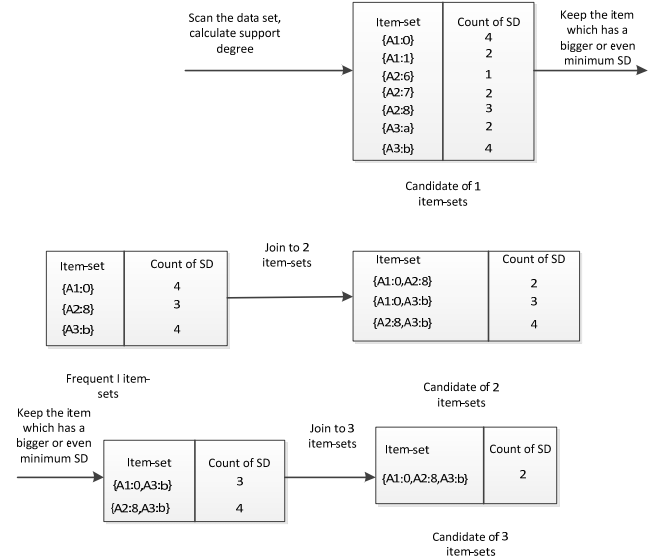 Scan the data set,
calculate support
degree
Item-set Count of SD
{A1:0} 4
{A1:1} 2
{A2:6} 1
{A2:7} 2
{A2:8} 3
{A3:a} 2
{A3:b} 4
Keep the item
which has a
bigger or even
minimum SD
Candidate of 1
item-sets
Item-set Count of SD
{A1:0} 4
{A2:8} 3
{A3:b} 4
Join to 2
item-sets
Item-set Count of SD
{A1:0,A2:8} 2
{A1:0,A3:b} 3
{A2:8,A3:b} 4
Frequent I item-
sets
Candidate of 2
item-sets
Keep the item
which has a
bigger or even
minimum SD
Item-set Count of SD
{A1:0,A3:b} 3
{A2:8,A3:b} 4
Join to 3
item-sets
Item-set Count of SD
{A1:0,A2:8,A3:b} 2
Candidate of 3
item-sets